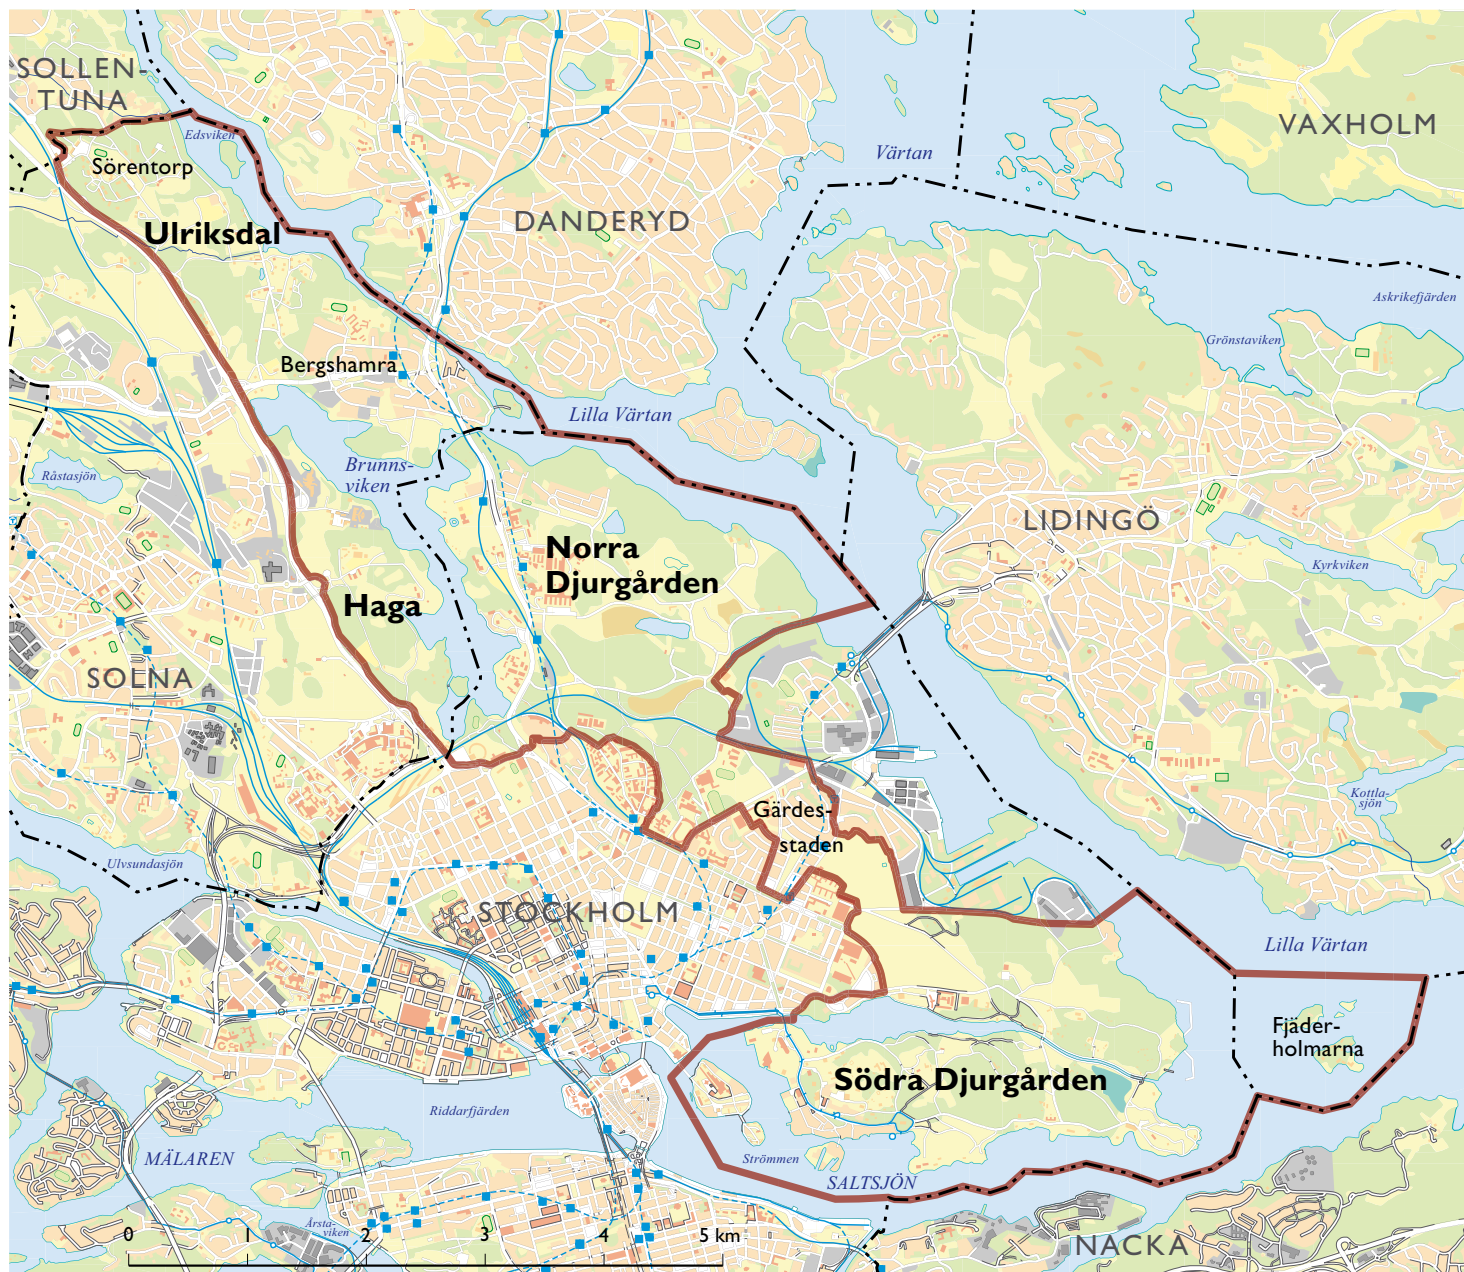 SOLLEN-
TUNA
Edsviken
Sörentorp
Ulriksdal
DANDERYD
Värtan
VAXHOLM
Askrikefjärden
Grönstaviken
Bergshamra
Lilla Värtan
Brunns-
viken
Råstasjön
LIDINGÖ
Norra
Djurgården
Kyrkviken
Haga
SOLNA
Kottla-
sjön
Gärdes-
staden
Ulvsundasjön
STOCKHOLM
Lilla Värtan
Fjäder-
holmarna
Södra Djurgården
Riddarfjärden
MÄLAREN
Strömmen
SALTSJÖN
Årsta-
viken
NACKA
0 1 2 3 4 5 km